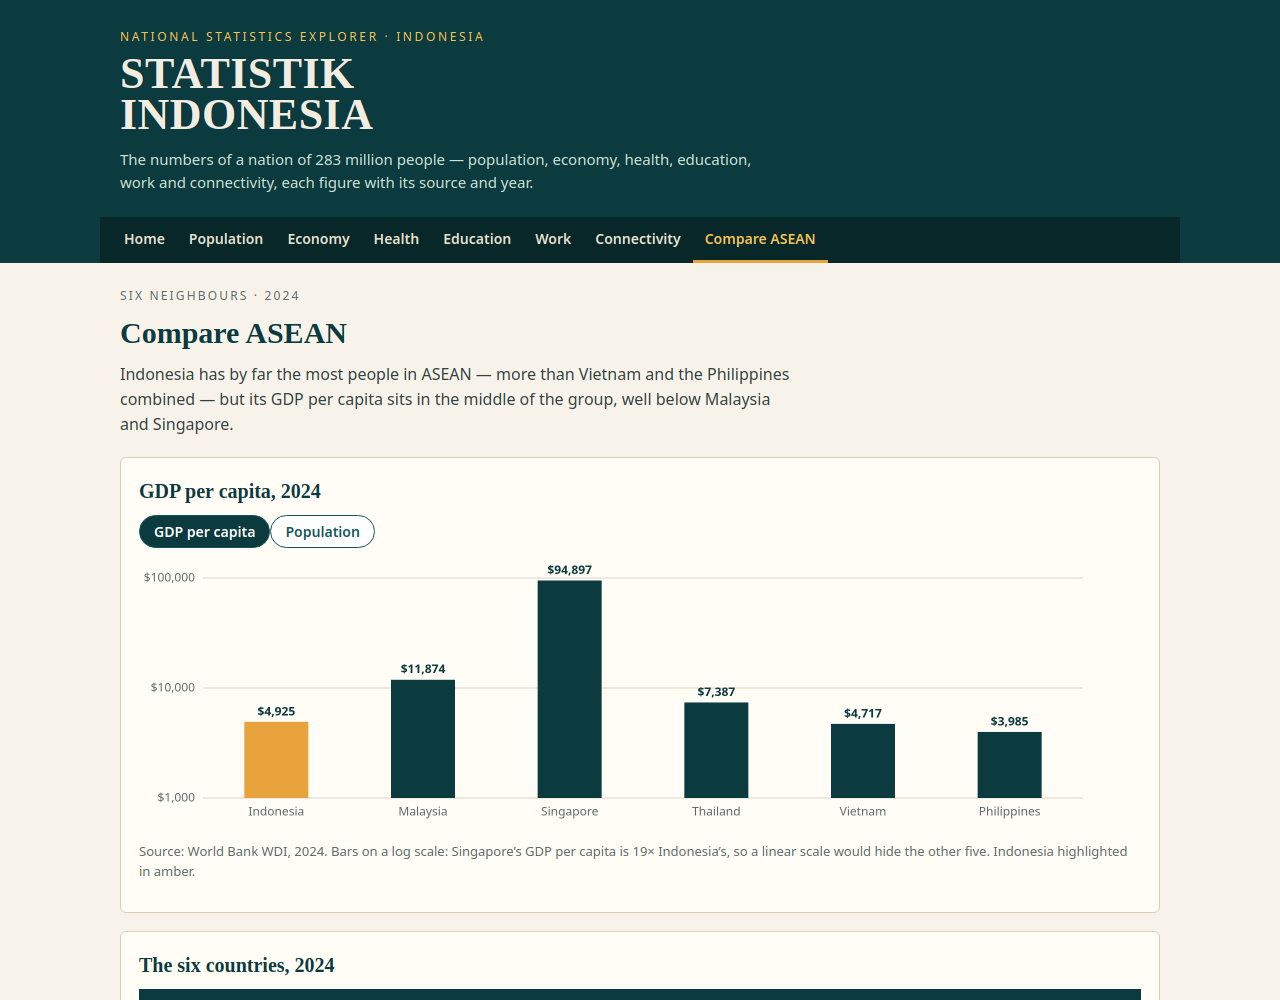 NATIONAL STATISTICS EXPLORER · INDONESIA
STATISTIK
INDONESIA
The numbers of a nation of 283 million people — population, economy, health, education,
work and connectivity, each figure with its source and year.
Home Population Economy Health Education Work Connectivity Compare ASEAN
SIX NEIGHBOURS · 2024
Compare ASEAN
Indonesia has by far the most people in ASEAN — more than Vietnam and the Philippines
combined — but its GDP per capita sits in the middle of the group, well below Malaysia
and Singapore.
GDP per capita, 2024
GDP per capita Population
$94,897
$100,000
$11,874
$10,000
$7,387
$4,925
$4,717
$3,985
$1,000
Indonesia Malaysia Singapore Thailand Vietnam Philippines
Source: World Bank WDI, 2024. Bars on a log scale: Singapore’s GDP per capita is 19× Indonesia’s, so a linear scale would hide the other five. Indonesia highlighted
in amber.
The six countries, 2024